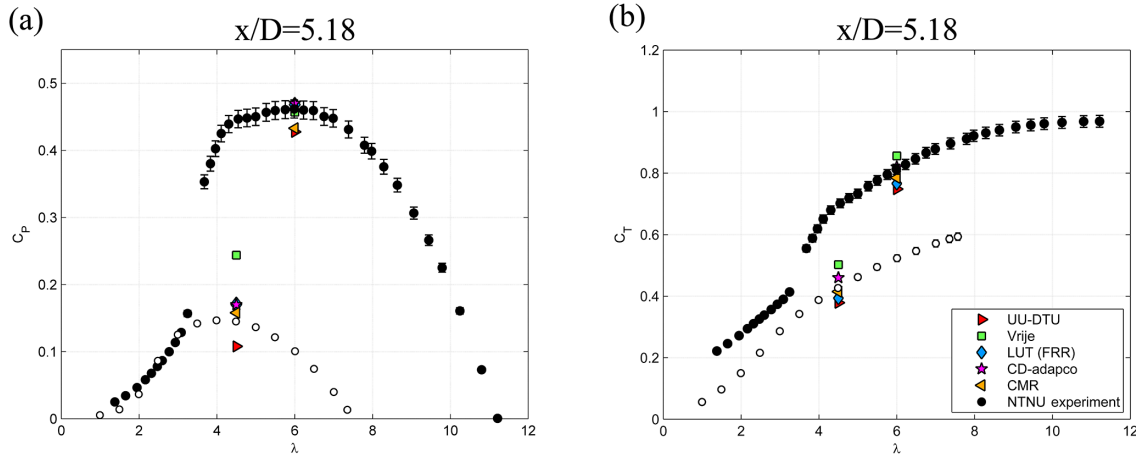 (a)
x/D=5.18
C_P
0.5
0.4
0.3
0.2
0.1
0
0 2 4 6 8 10 12
λ
(b)
x/D=5.18
C_T
1.2
1
0.8
0.6
0.4
0.2
0
0 2 4 6 8 10 12
λ
UU-DTU
Vrije
LUT (FRR)
CD-adapco
CMR
NTNU experiment